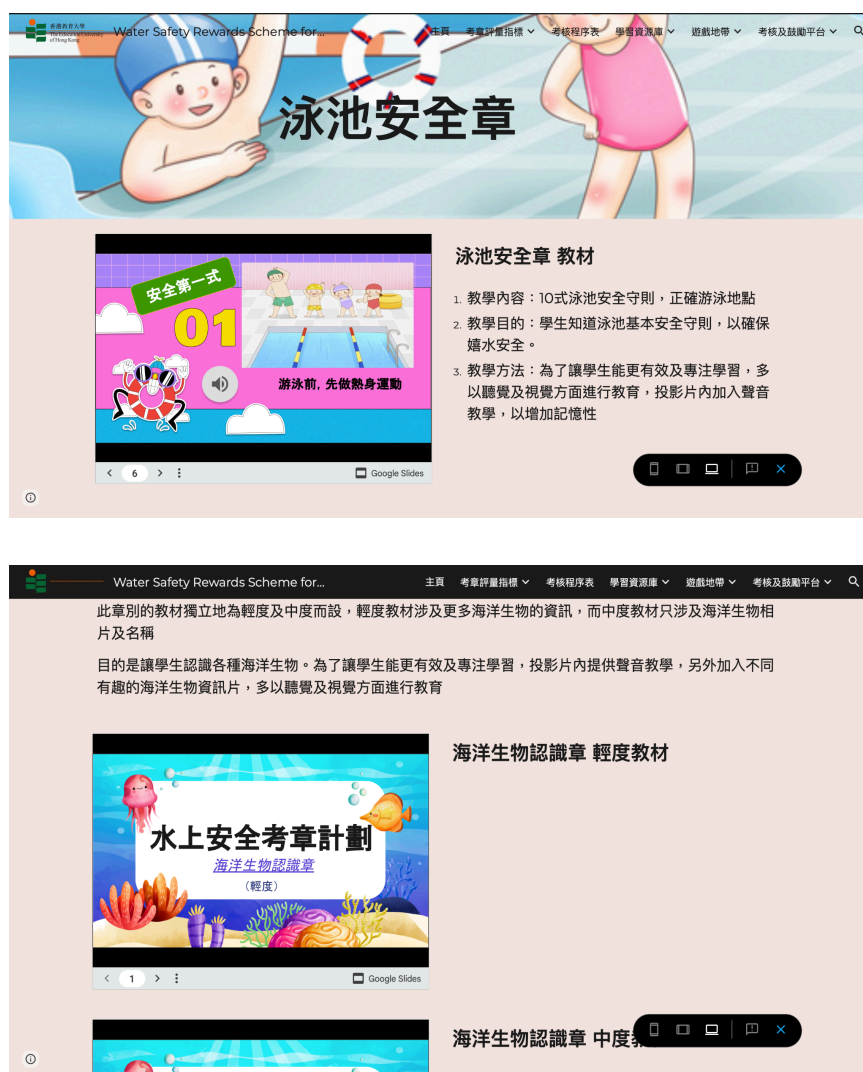 香港教育大學
The Education University
of Hong Kong
Water Safety Rewards Scheme for...
主頁 考章評量指標 考核程序表 學習資源庫 遊戲地帶 考核及鼓勵平台
泳池安全章
安全第一式
01
游泳前, 先做熱身運動
6
Google Slides
泳池安全章 教材
1. 教學內容：10式泳池安全守則，正確游泳地點
2. 教學目的：學生知道泳池基本安全守則，以確保
嬉水安全。
3. 教學方法：為了讓學生能更有效及專注學習，多
以聽覺及視覺方面進行教育，投影片內加入聲音
教學，以增加記憶性
Water Safety Rewards Scheme for...
主頁 考章評量指標 考核程序表 學習資源庫 遊戲地帶 考核及鼓勵平台
此章別的教材獨立地為輕度及中度而設，輕度教材涉及更多海洋生物的資訊，而中度教材只涉及海洋生物相
片及名稱
目的是讓學生認識各種海洋生物。為了讓學生能更有效及專注學習，投影片內提供聲音教學，另外加入不同
有趣的海洋生物資訊片，多以聽覺及視覺方面進行教育
水上安全考章計劃
海洋生物認識章
（輕度）
1
Google Slides
海洋生物認識章 輕度教材
海洋生物認識章 中度